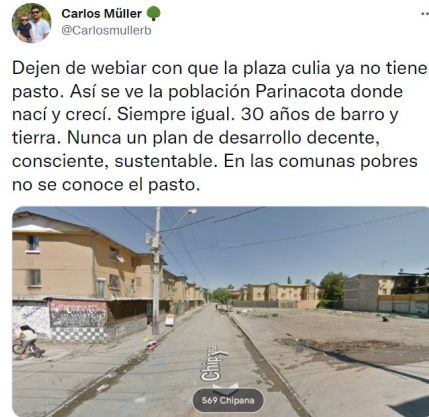 Carlos Müller
@Carlosmullerb
Dejen de webiar con que la plaza culia ya no tiene
pasto. Así se ve la población Parinacota donde
nací y crecí. Siempre igual. 30 años de barro y
tierra. Nunca un plan de desarrollo decente,
consciente, sustentable. En las comunas pobres
no se conoce el pasto.
Chipana
569 Chipana